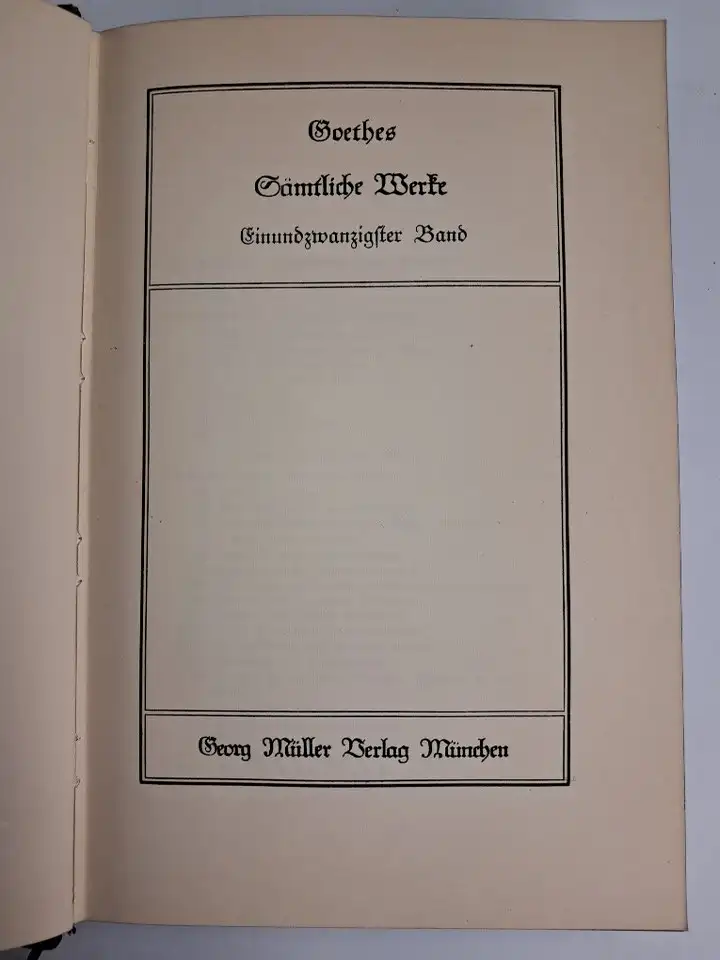 Goethes
Sämtliche Werke
Einundzwanzigster Band
Georg Müller Verlag München